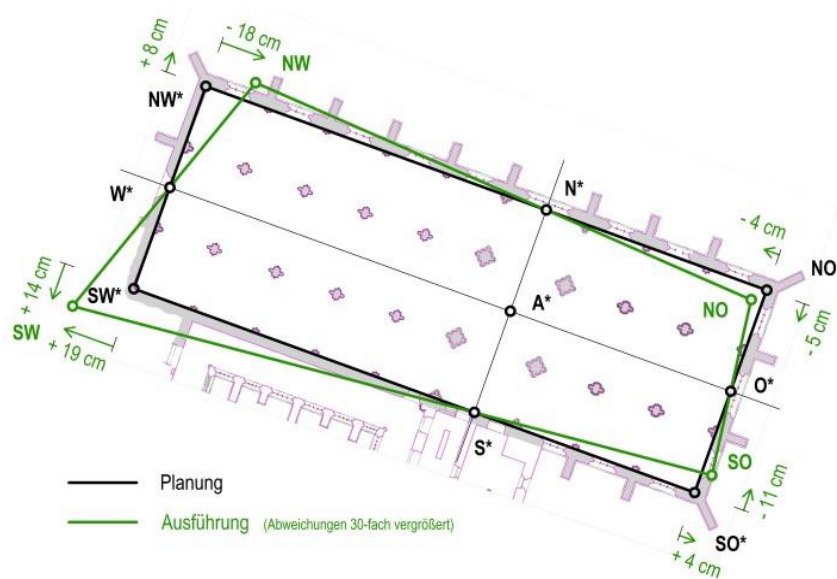 - 18 cm
NW
+ 8 cm
NW*
W*
N*
- 4 cm
NO*
NO
- 5 cm
A*
SW*
+ 14 cm
SW
+ 19 cm
O*
S*
SO
- 11 cm
SO*
+ 4 cm
Planung
Ausführung (Abweichungen 30-fach vergrößert)